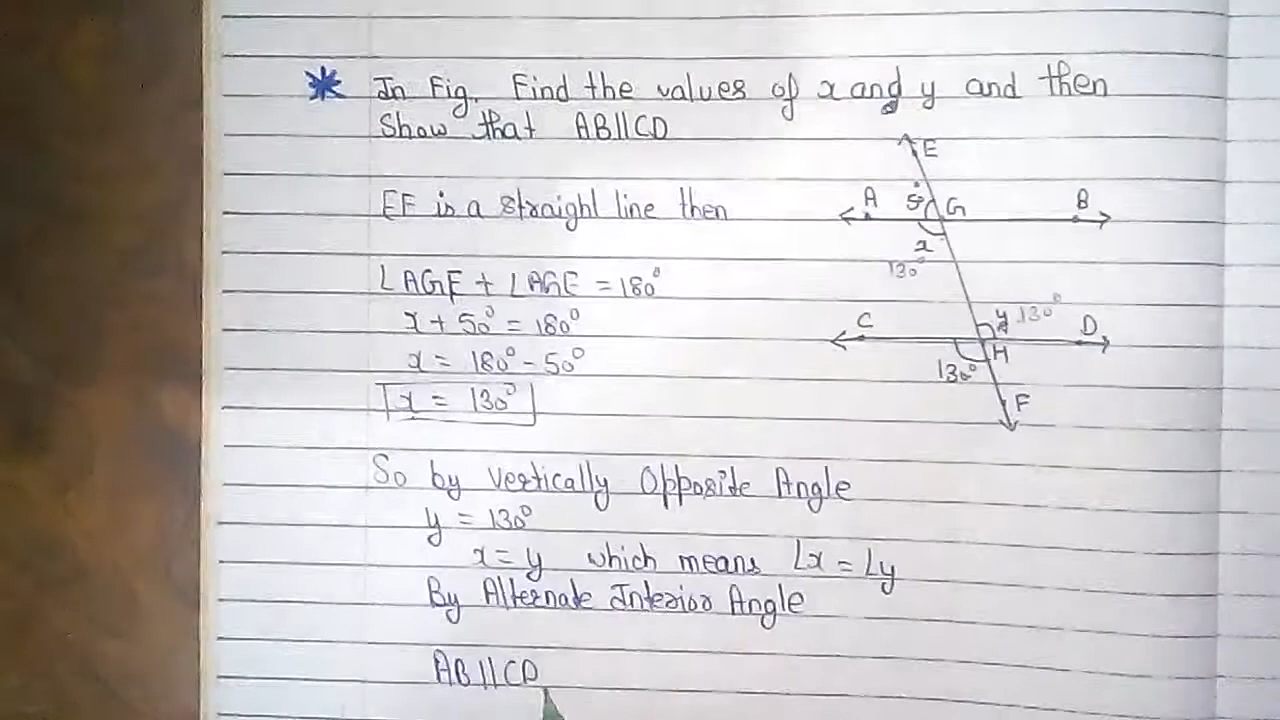 * In Fig. Find the values of x and y and then
Show that AB||CD
E
A 50° G B
x
130°
EF is a straight line then
∠AGF + ∠AGE = 180°
x + 50° = 180°
x = 180° - 50°
x = 130°
C y 130° D
H
130°
F
So by vertically Opposite Angle
y = 130°
x = y which means ∠x = ∠y
By Alternate Interior Angle
AB||CD